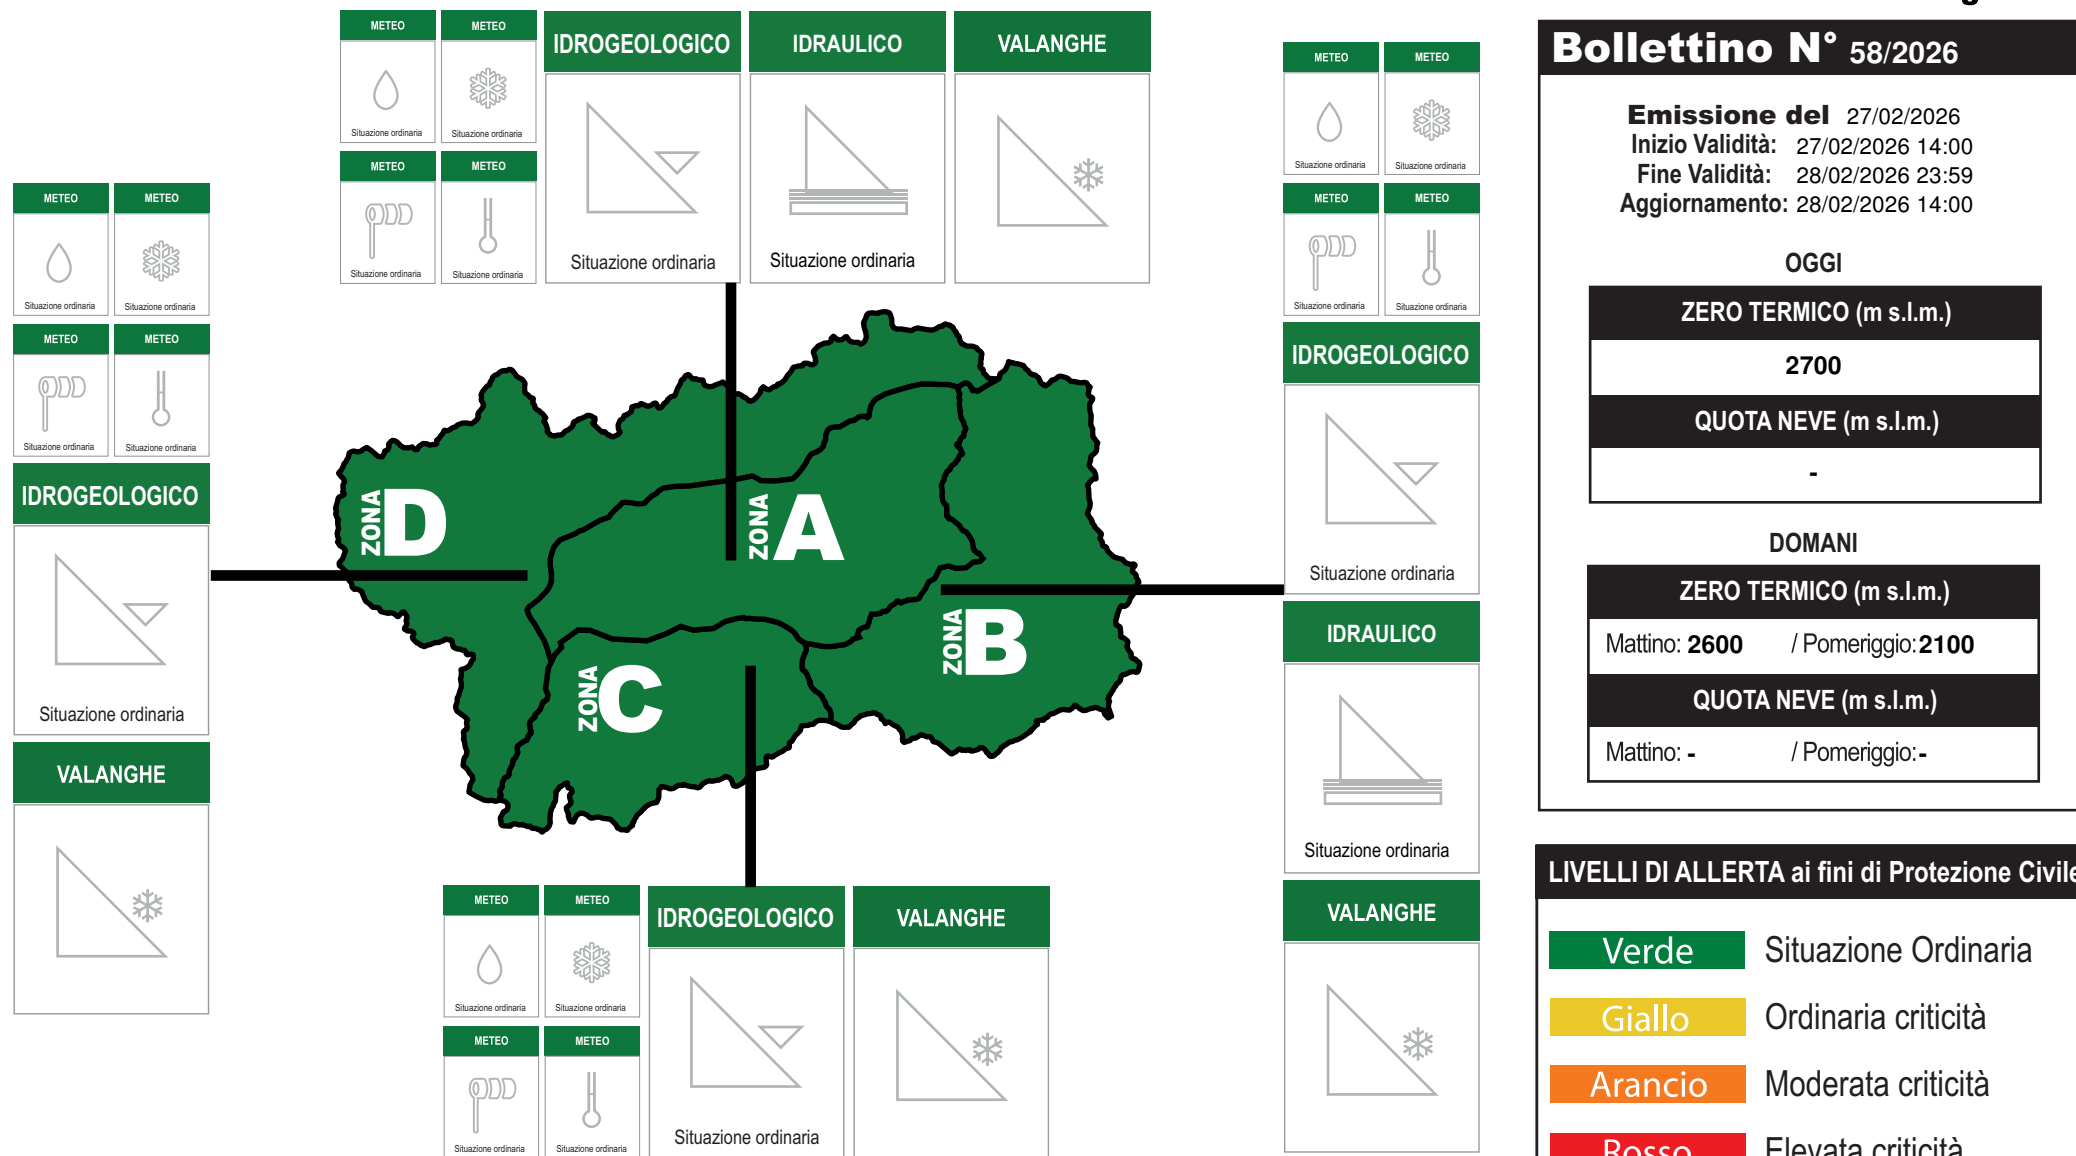 METEO
METEO
Situazione ordinaria
Situazione ordinaria
METEO
METEO
Situazione ordinaria
Situazione ordinaria
IDROGEOLOGICO
Situazione ordinaria
IDRAULICO
Situazione ordinaria
VALANGHE
METEO
METEO
Situazione ordinaria
Situazione ordinaria
METEO
METEO
Situazione ordinaria
Situazione ordinaria
IDROGEOLOGICO
Situazione ordinaria
VALANGHE
ZONA D
ZONA A
ZONA B
ZONA C
METEO
METEO
Situazione ordinaria
Situazione ordinaria
METEO
METEO
Situazione ordinaria
Situazione ordinaria
IDROGEOLOGICO
Situazione ordinaria
IDRAULICO
Situazione ordinaria
VALANGHE
METEO
METEO
Situazione ordinaria
Situazione ordinaria
METEO
METEO
Situazione ordinaria
Situazione ordinaria
IDROGEOLOGICO
Situazione ordinaria
VALANGHE
Bollettino N° 58/2026
Emissione del 27/02/2026
Inizio Validità: 27/02/2026 14:00
Fine Validità: 28/02/2026 23:59
Aggiornamento: 28/02/2026 14:00
OGGI
ZERO TERMICO (m s.l.m.)
2700
QUOTA NEVE (m s.l.m.)
-
DOMANI
ZERO TERMICO (m s.l.m.)
Mattino: 2600 / Pomeriggio: 2100
QUOTA NEVE (m s.l.m.)
Mattino: - / Pomeriggio: -
LIVELLI DI ALLERTA ai fini di Protezione Civile
Verde Situazione Ordinaria
Giallo Ordinaria criticità
Arancio Moderata criticità
Rosso Elevata criticità